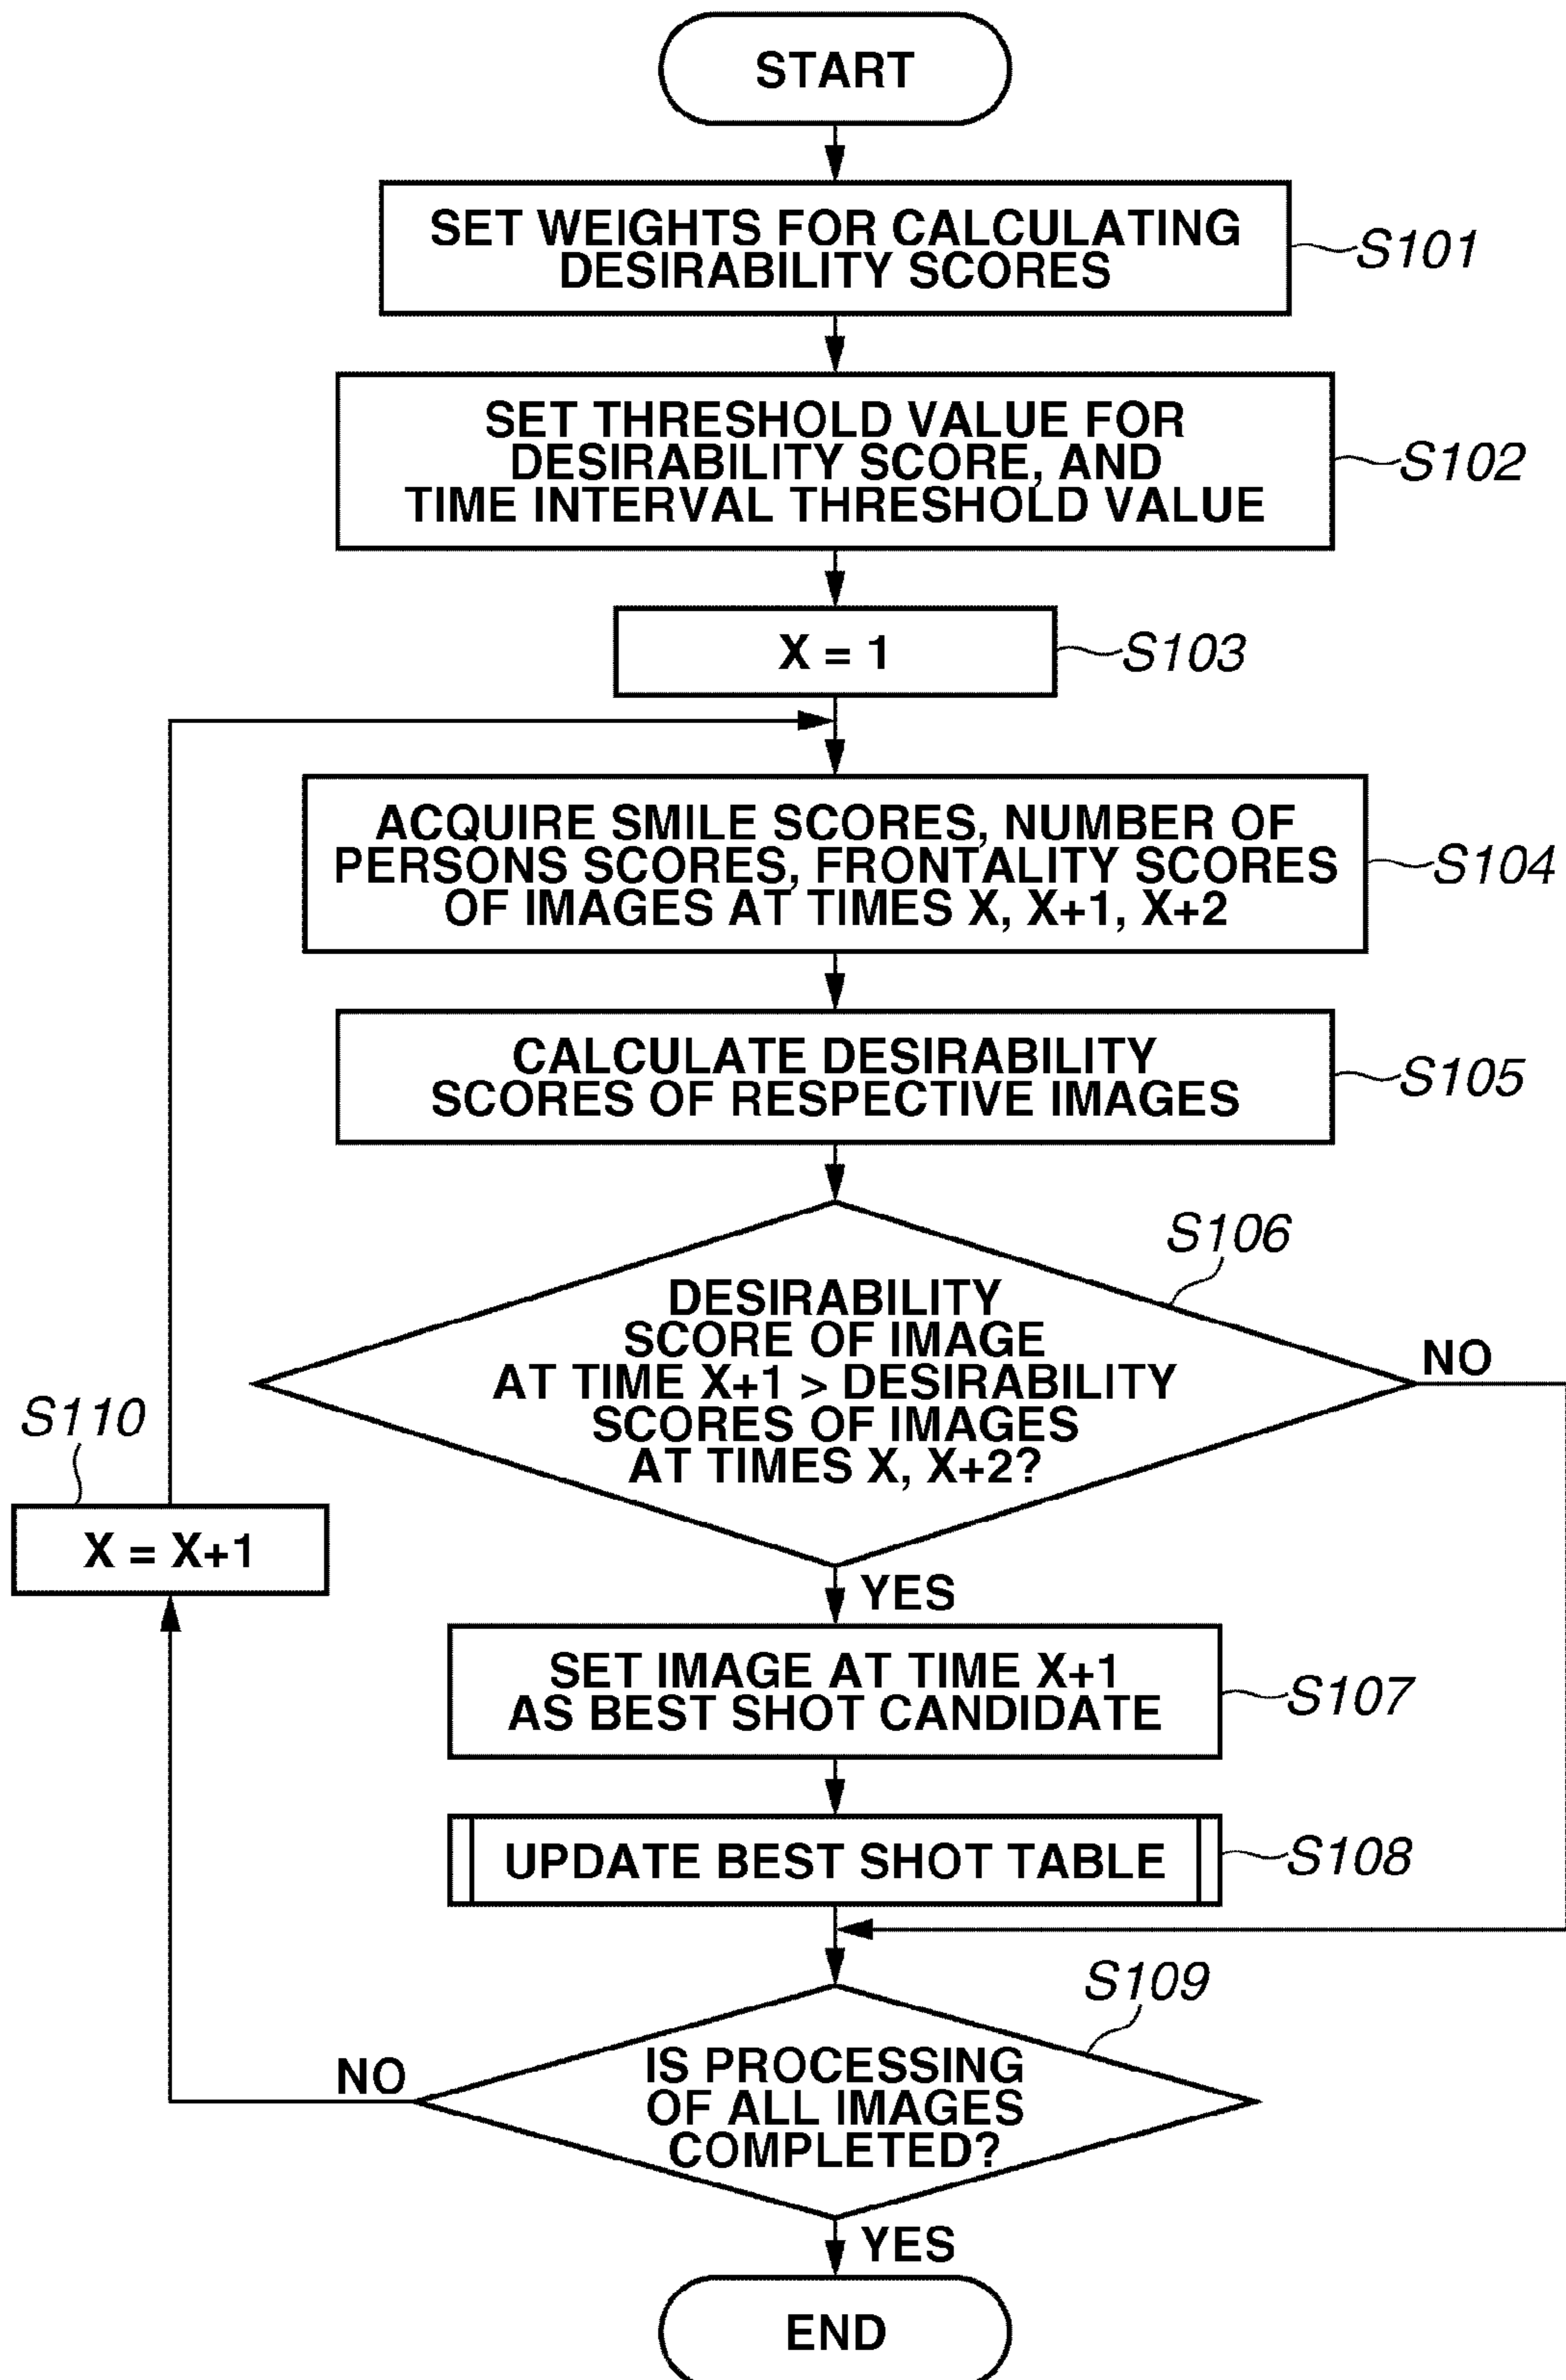 START
SET WEIGHTS FOR CALCULATING
DESIRABILITY SCORES
S101
SET THRESHOLD VALUE FOR
DESIRABILITY SCORE, AND
TIME INTERVAL THRESHOLD VALUE
S102
X = 1
S103
ACQUIRE SMILE SCORES, NUMBER OF
PERSONS SCORES, FRONTALITY SCORES
OF IMAGES AT TIMES X, X+1, X+2
S104
CALCULATE DESIRABILITY
SCORES OF RESPECTIVE IMAGES
S105
S106
DESIRABILITY
SCORE OF IMAGE
AT TIME X+1 > DESIRABILITY
SCORES OF IMAGES
AT TIMES X, X+2?
NO
S110
X = X+1
YES
SET IMAGE AT TIME X+1
AS BEST SHOT CANDIDATE
S107
UPDATE BEST SHOT TABLE
S108
S109
IS PROCESSING
OF ALL IMAGES
COMPLETED?
NO
YES
END